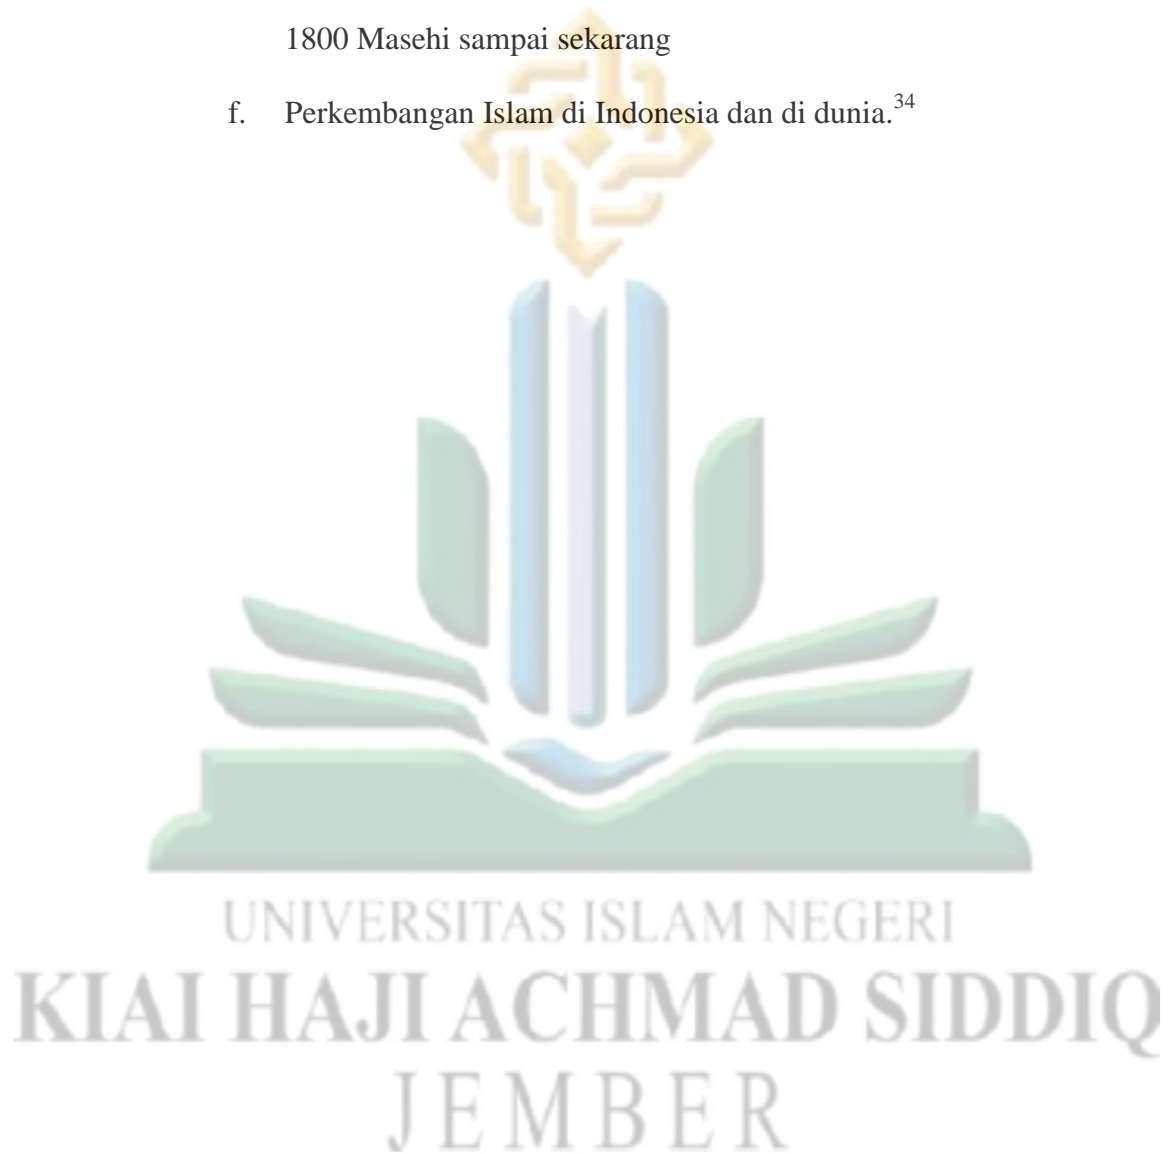 1800 Masehi sampai sekarang
f. Perkembangan Islam di Indonesia dan di dunia.³⁴
UNIVERSITAS ISLAM NEGERI
KIAI HAJI ACHMAD SIDDIQ
JEMBER